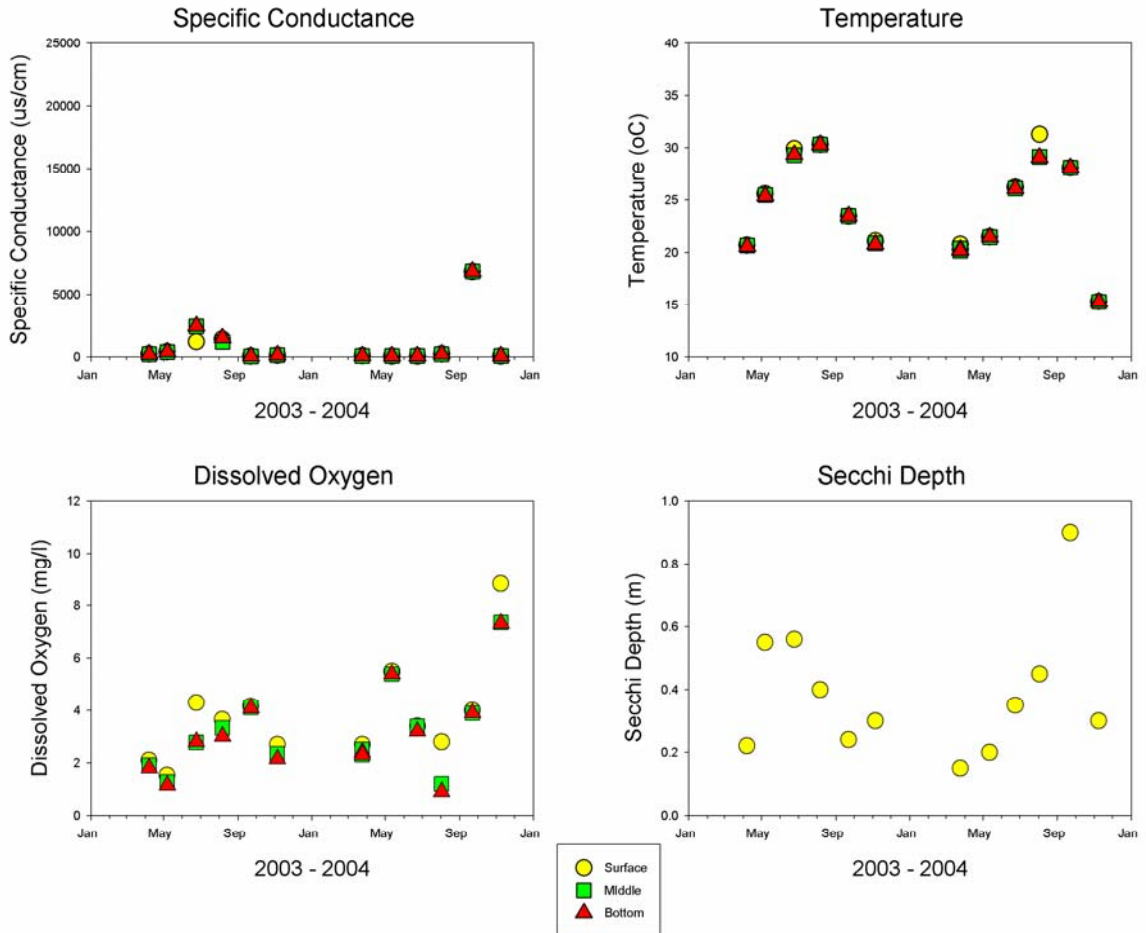 Specific Conductance
25000
20000
15000
10000
5000
0
Specific Conductance (us/cm)
Jan May Sep Jan May Sep Jan
2003 - 2004
Temperature
40
35
30
25
20
15
10
Temperature (oC)
Jan May Sep Jan May Sep Jan
2003 - 2004
Dissolved Oxygen
12
10
8
6
4
2
0
Dissolved Oxygen (mg/l)
Jan May Sep Jan May Sep Jan
2003 - 2004
Secchi Depth
1.0
0.8
0.6
0.4
0.2
0.0
Secchi Depth (m)
Jan May Sep Jan May Sep Jan
2003 - 2004
Surface
MIddle
Bottom